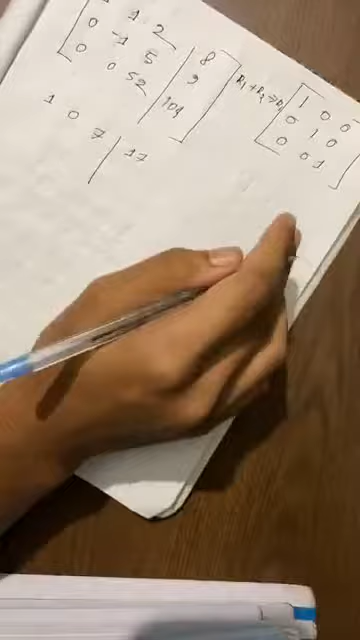 1 1 2 | 8
0 -1 5 | 9
0 0 52 | 104
R1 + R2 → R1
1 0 0
0 1 0
0 0 1
1 0 7 | 17